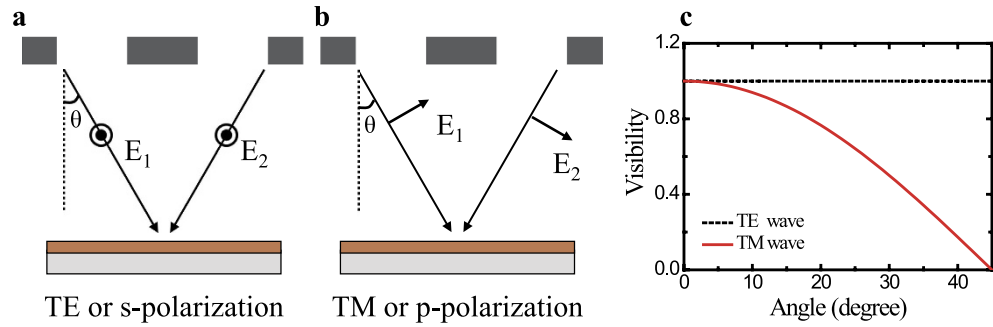 a
θ
E1
E2
TE or s-polarization
b
θ
E1
E2
TM or p-polarization
c
Visibility
1.2
0.8
0.4
0.0
TE wave
TM wave
0 10 20 30 40
Angle (degree)